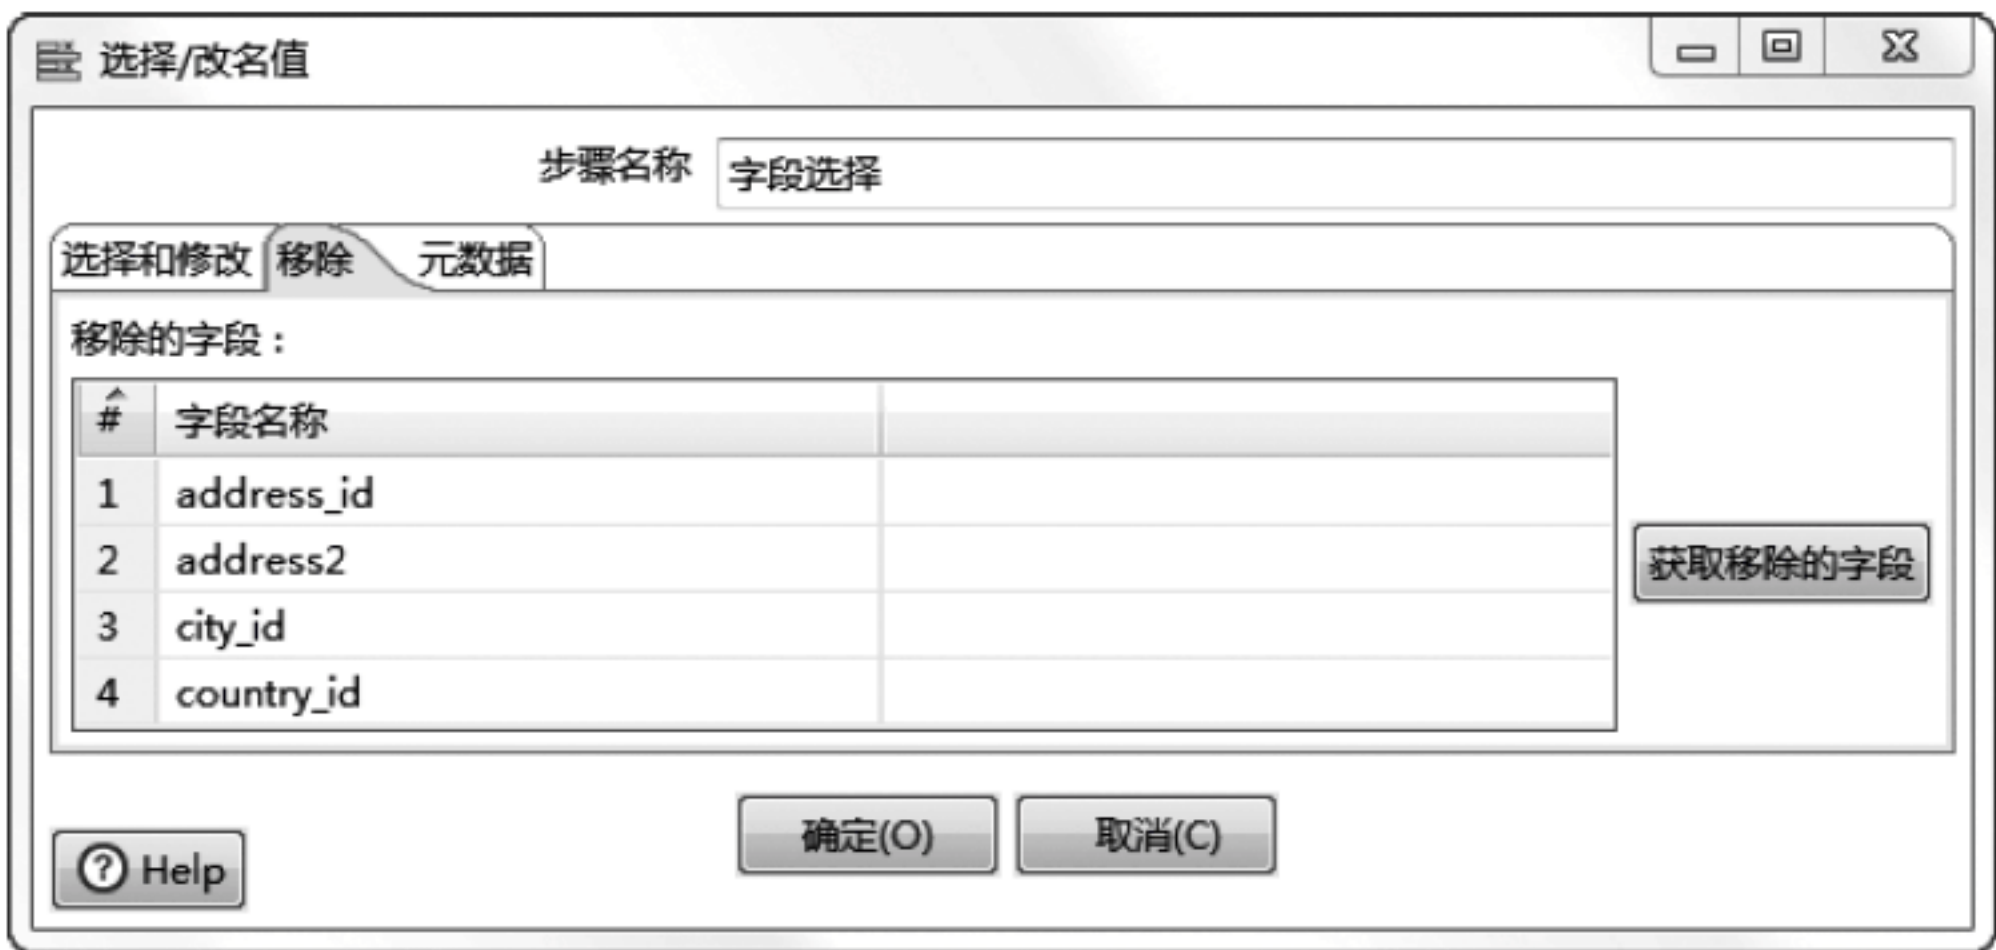 选择/改名值
步骤名称 字段选择
选择和修改 移除 元数据
移除的字段：
# 字段名称
1 address_id
2 address2
3 city_id
4 country_id
获取移除的字段
确定(O) 取消(C)
Help